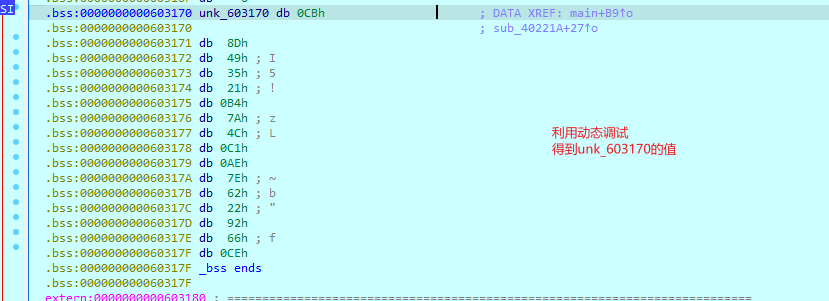 SI
.bss:0000000000603170 unk_603170 db 0CBh ; DATA XREF: main+B9↑o
.bss:0000000000603170 ; sub_40221A+27↑o
.bss:0000000000603171 db 8Dh
.bss:0000000000603172 db 49h ; I
.bss:0000000000603173 db 35h ; 5
.bss:0000000000603174 db 21h ; !
.bss:0000000000603175 db 0B4h
.bss:0000000000603176 db 7Ah ; z
.bss:0000000000603177 db 4Ch ; L
.bss:0000000000603178 db 0C1h
.bss:0000000000603179 db 0AEh
.bss:000000000060317A db 7Eh ; ~
.bss:000000000060317B db 62h ; b
.bss:000000000060317C db 22h ; "
.bss:000000000060317D db 92h
.bss:000000000060317E db 66h ; f
.bss:000000000060317F db 0CEh
.bss:000000000060317F _bss ends
.bss:000000000060317F
extern:0000000000603180 ; ===========================================================================
利用动态调试
得到unk_603170的值